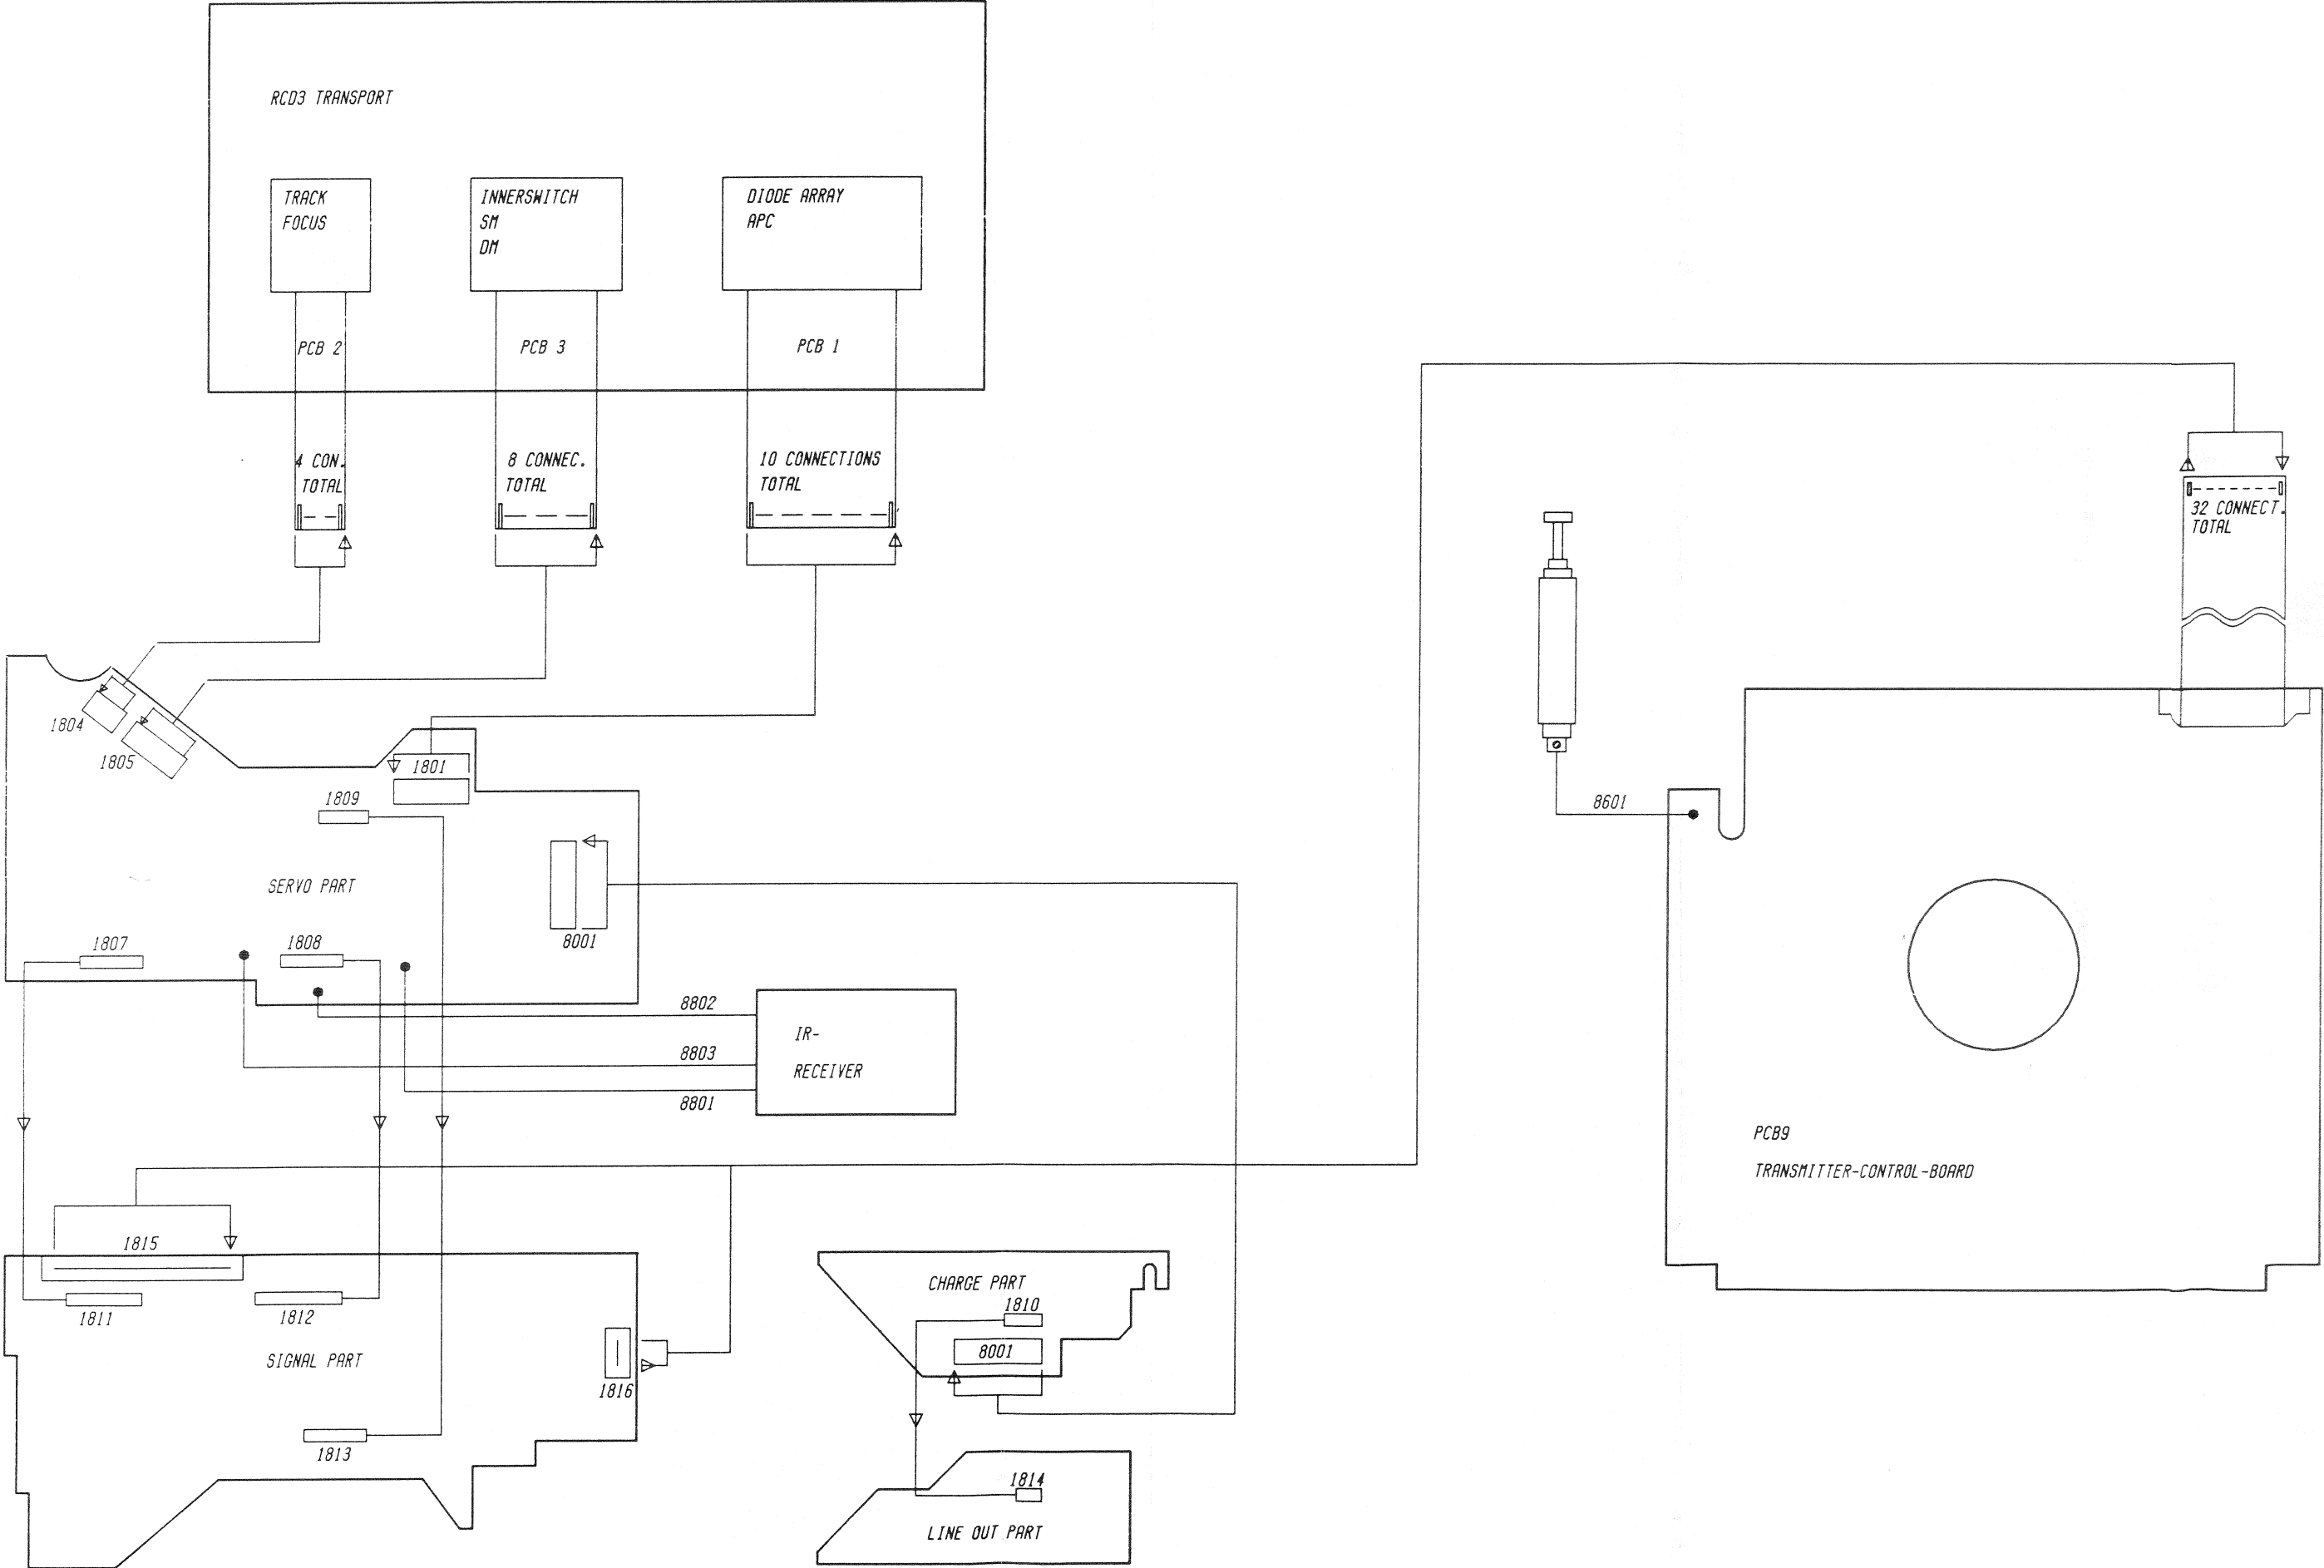 RCD3 TRANSPORT
TRACK
FOCUS
INNERSWITCH
SM
DM
DIODE ARRAY
APC
PCB 2
PCB 3
PCB 1
4 CON.
TOTAL
8 CONNEC.
TOTAL
10 CONNECTIONS
TOTAL
32 CONNECT.
TOTAL
1804
1805
1801
1809
8601
SERVO PART
8001
1807
1808
8802
IR-
8803
RECEIVER
8801
PCB9
TRANSMITTER-CONTROL-BOARD
1815
CHARGE PART
1810
1811
1812
8001
SIGNAL PART
1816
1813
1814
LINE OUT PART